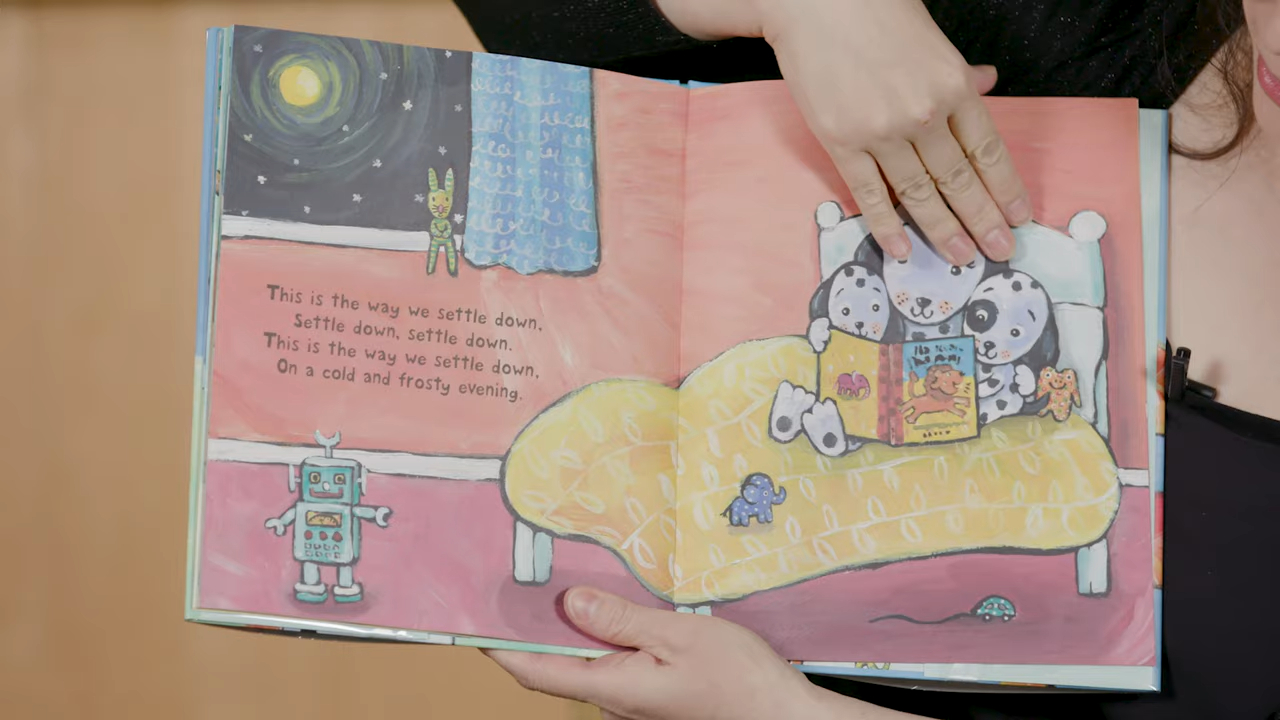 This is the way we settle down,
Settle down, settle down.
This is the way we settle down,
On a cold and frosty evening.